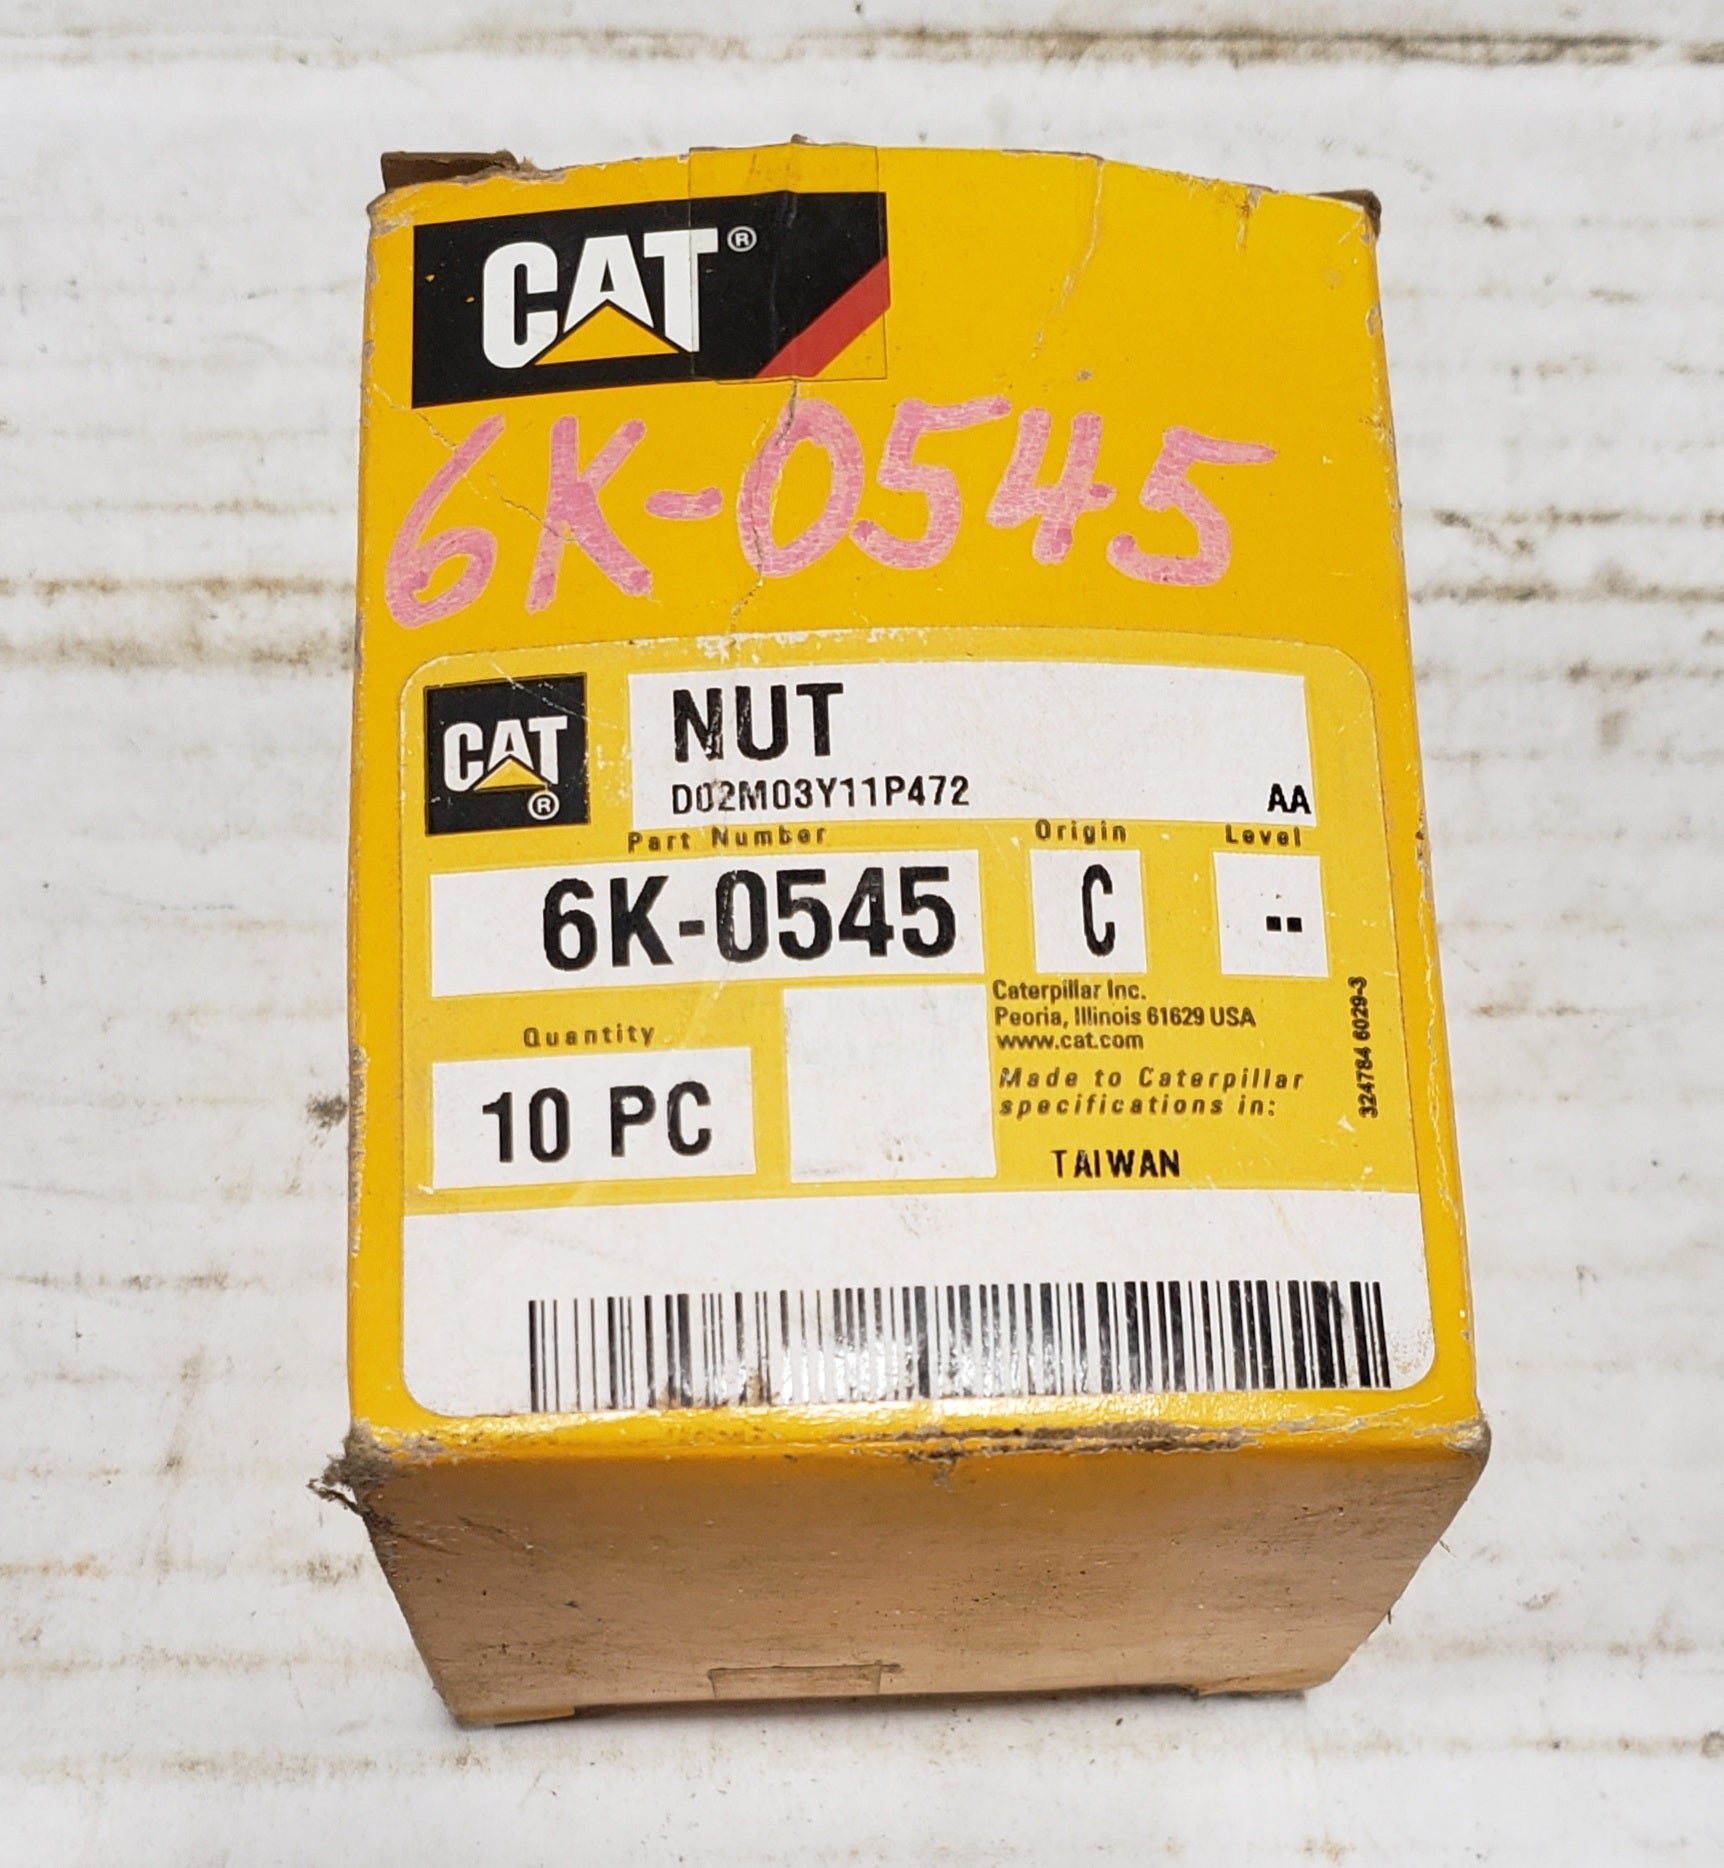 CAT®
6K-0545
CAT®
NUT
D02M03Y11P472 AA
Part Number Origin Level
6K-0545 C --
Caterpillar Inc.
Peoria, Illinois 61629 USA
www.cat.com
Quantity
10 PC
Made to Caterpillar
specifications in:
TAIWAN
324784 6029-3